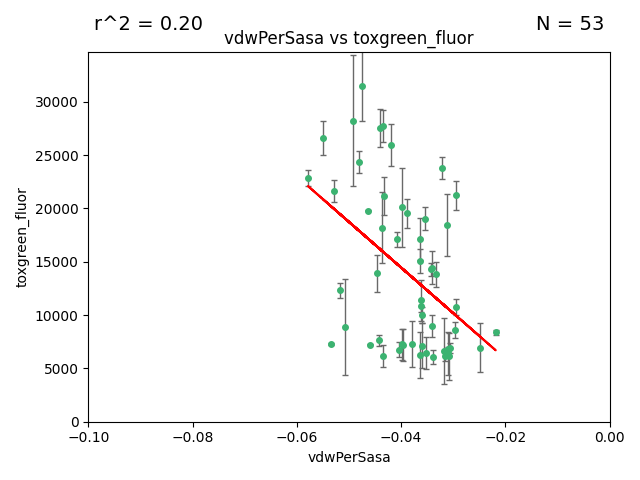 r^2 = 0.20
N = 53
vdwPerSasa vs toxgreen_fluor
toxgreen_fluor
30000
25000
20000
15000
10000
5000
0
−0.10
−0.08
−0.06
−0.04
−0.02
0.00
vdwPerSasa